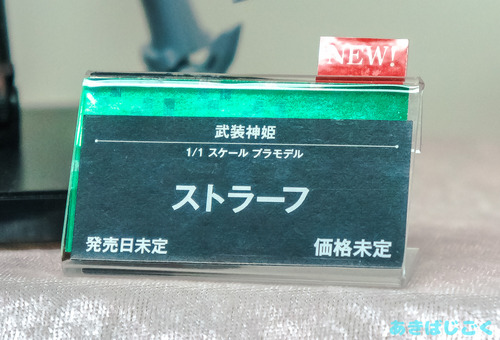 NEW!
武装神姫
1/1 スケール プラモデル
ストラーフ
発売日未定 価格未定
あきばじごく